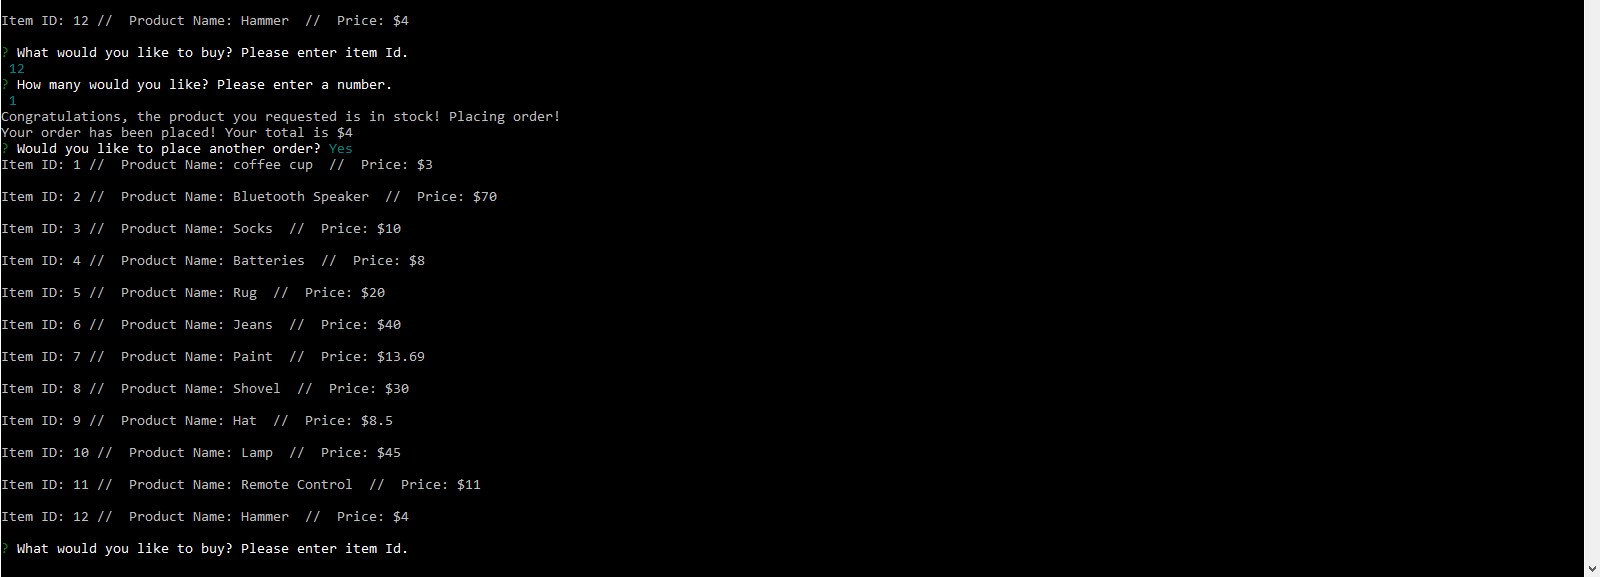 Item ID: 12 //  Product Name: Hammer  //  Price: $4
? What would you like to buy? Please enter item Id.
12
? How many would you like? Please enter a number.
1
Congratulations, the product you requested is in stock! Placing order!
Your order has been placed! Your total is $4
? Would you like to place another order? Yes
Item ID: 1 //  Product Name: coffee cup  //  Price: $3
Item ID: 2 //  Product Name: Bluetooth Speaker  //  Price: $70
Item ID: 3 //  Product Name: Socks  //  Price: $10
Item ID: 4 //  Product Name: Batteries  //  Price: $8
Item ID: 5 //  Product Name: Rug  //  Price: $20
Item ID: 6 //  Product Name: Jeans  //  Price: $40
Item ID: 7 //  Product Name: Paint  //  Price: $13.69
Item ID: 8 //  Product Name: Shovel  //  Price: $30
Item ID: 9 //  Product Name: Hat  //  Price: $8.5
Item ID: 10 //  Product Name: Lamp  //  Price: $45
Item ID: 11 //  Product Name: Remote Control  //  Price: $11
Item ID: 12 //  Product Name: Hammer  //  Price: $4
? What would you like to buy? Please enter item Id.